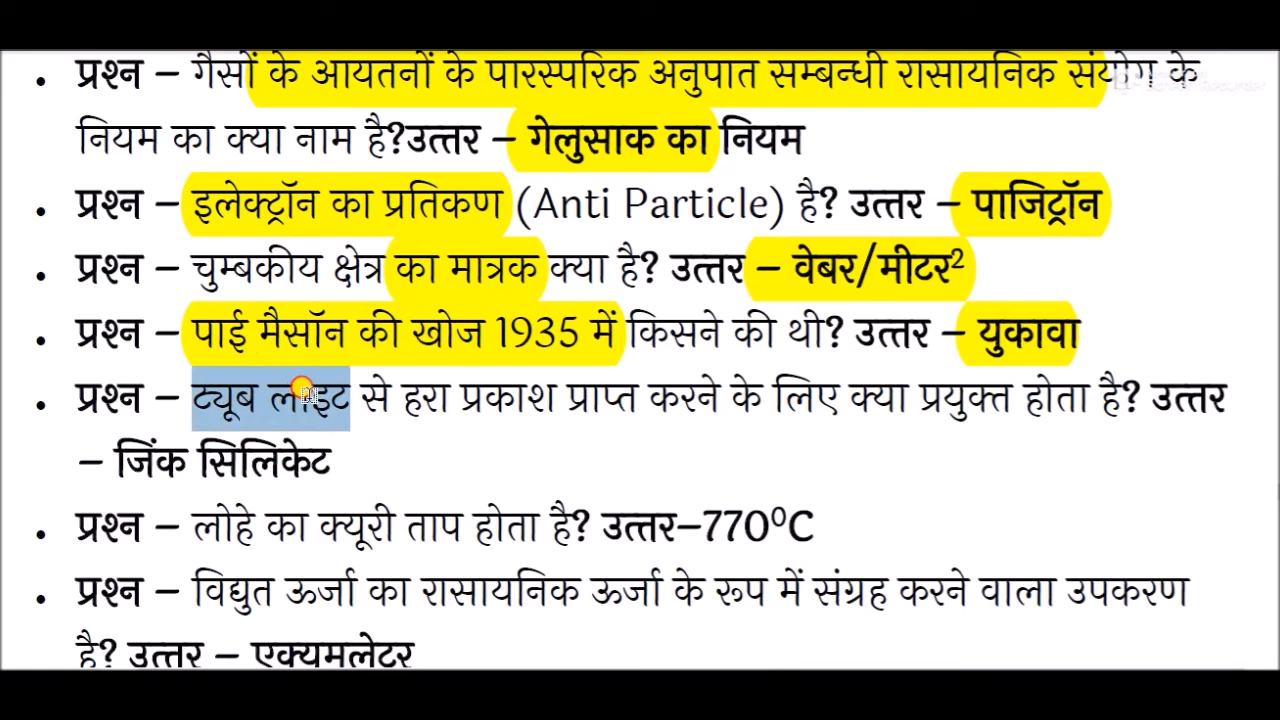 • प्रश्न – गैसों के आयतनों के पारस्परिक अनुपात सम्बन्धी रासायनिक संयोग के
नियम का क्या नाम है?उत्तर – गेलुसाक का नियम
• प्रश्न – इलेक्ट्रॉन का प्रतिकण (Anti Particle) है? उत्तर – पाजिट्रॉन
• प्रश्न – चुम्बकीय क्षेत्र का मात्रक क्या है? उत्तर – वेबर/मीटर²
• प्रश्न – पाई मैसॉन की खोज 1935 में किसने की थी? उत्तर – युकावा
• प्रश्न – ट्यूब लाइट से हरा प्रकाश प्राप्त करने के लिए क्या प्रयुक्त होता है? उत्तर
– जिंक सिलिकेट
• प्रश्न – लोहे का क्यूरी ताप होता है? उत्तर–770⁰C
• प्रश्न – विद्युत ऊर्जा का रासायनिक ऊर्जा के रूप में संग्रह करने वाला उपकरण
है? उत्तर – एक्यमलेटर